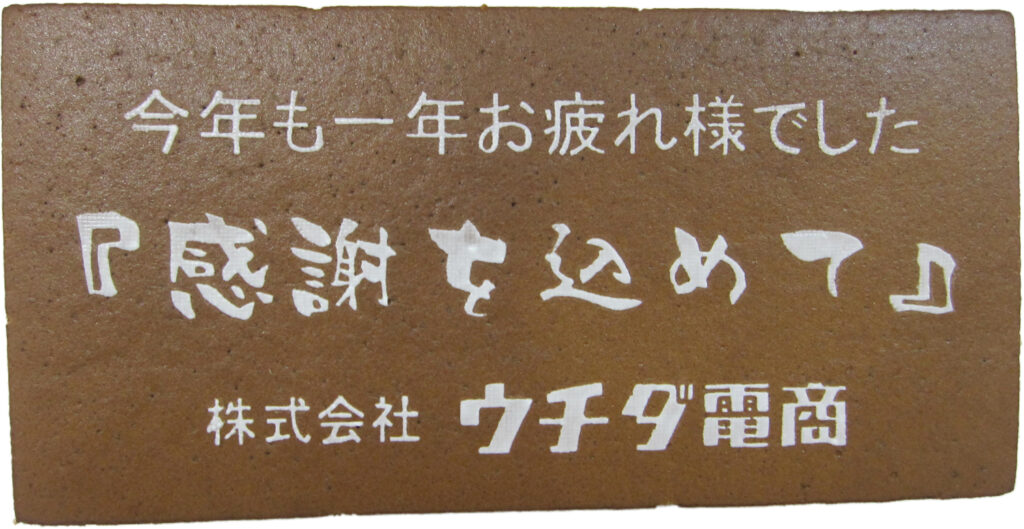 今年も一年お疲れ様でした
『感謝を込めて』
株式会社 ウチダ電商